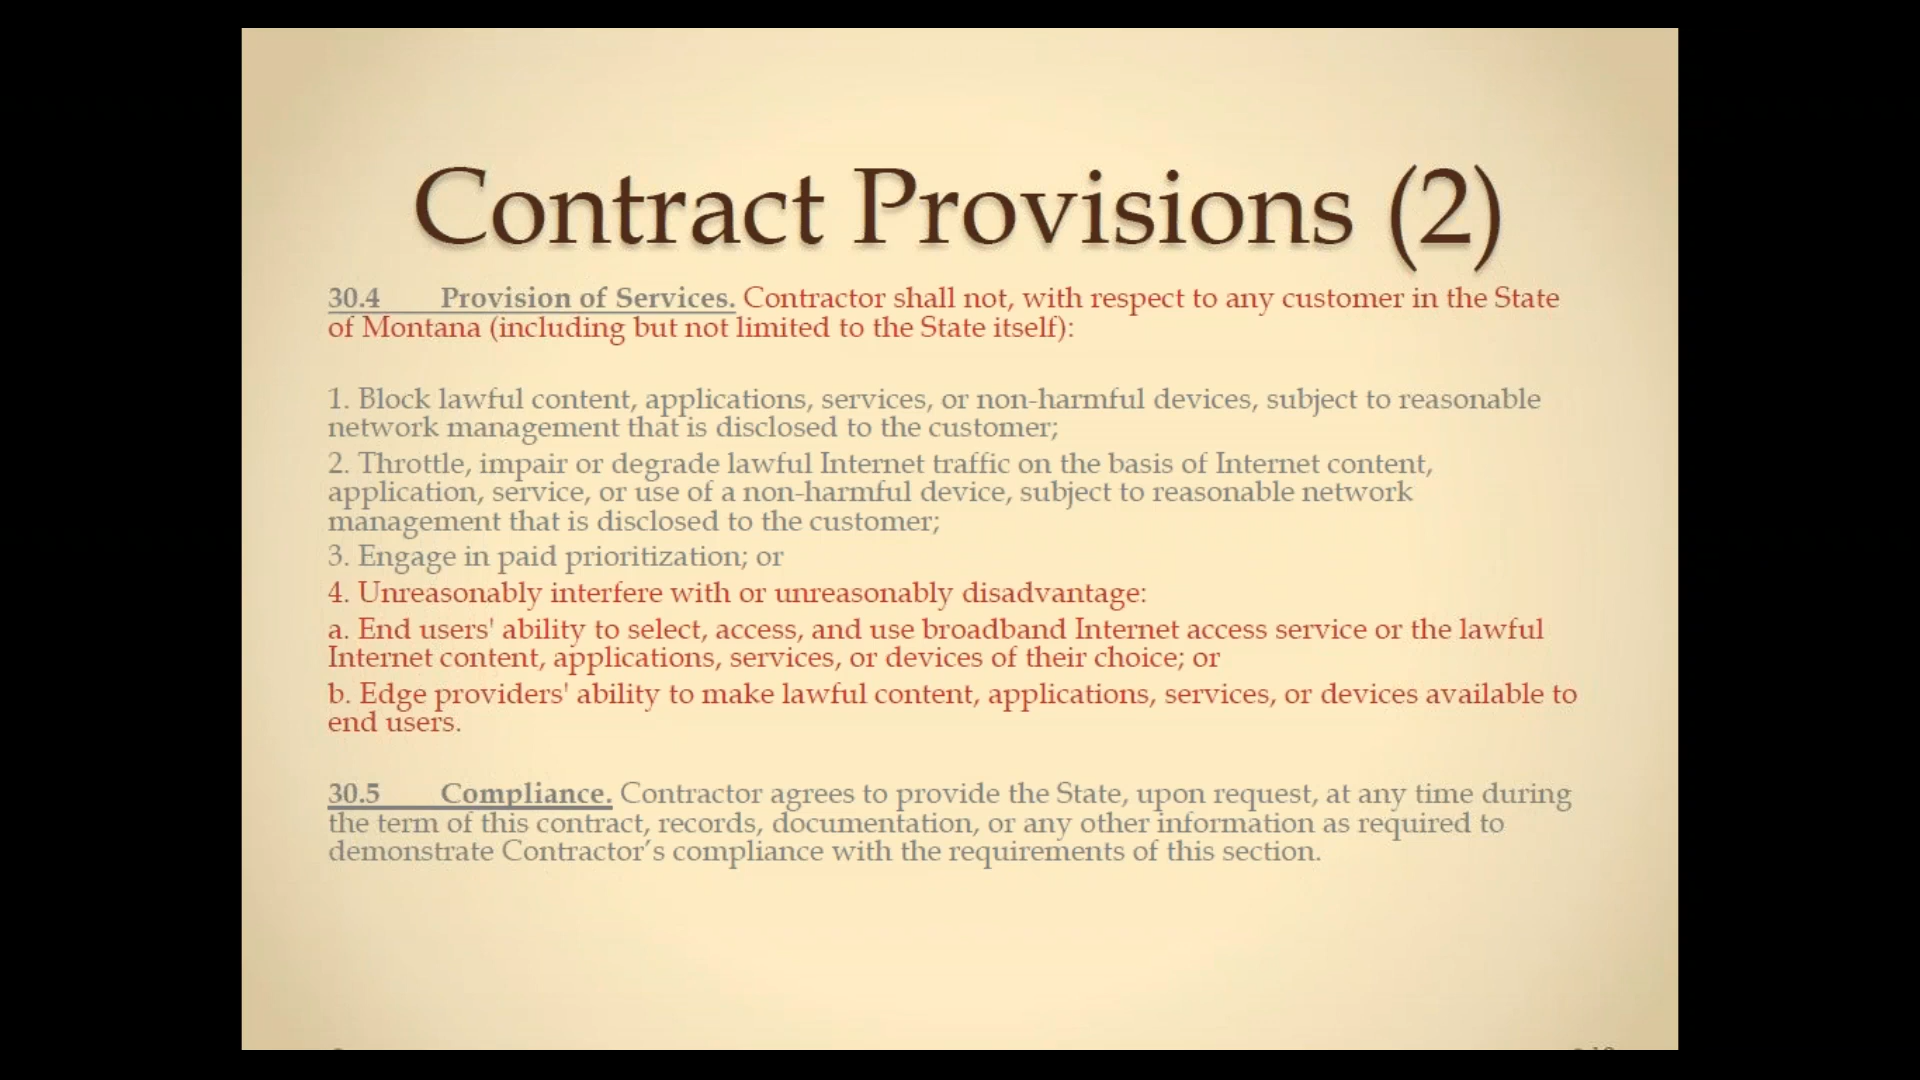 Contract Provisions (2)
30.4 Provision of Services. Contractor shall not, with respect to any customer in the State
of Montana (including but not limited to the State itself):
1. Block lawful content, applications, services, or non-harmful devices, subject to reasonable
network management that is disclosed to the customer;
2. Throttle, impair or degrade lawful Internet traffic on the basis of Internet content,
application, service, or use of a non-harmful device, subject to reasonable network
management that is disclosed to the customer;
3. Engage in paid prioritization; or
4. Unreasonably interfere with or unreasonably disadvantage:
a. End users' ability to select, access, and use broadband Internet access service or the lawful
Internet content, applications, services, or devices of their choice; or
b. Edge providers' ability to make lawful content, applications, services, or devices available to
end users.
30.5 Compliance. Contractor agrees to provide the State, upon request, at any time during
the term of this contract, records, documentation, or any other information as required to
demonstrate Contractor’s compliance with the requirements of this section.